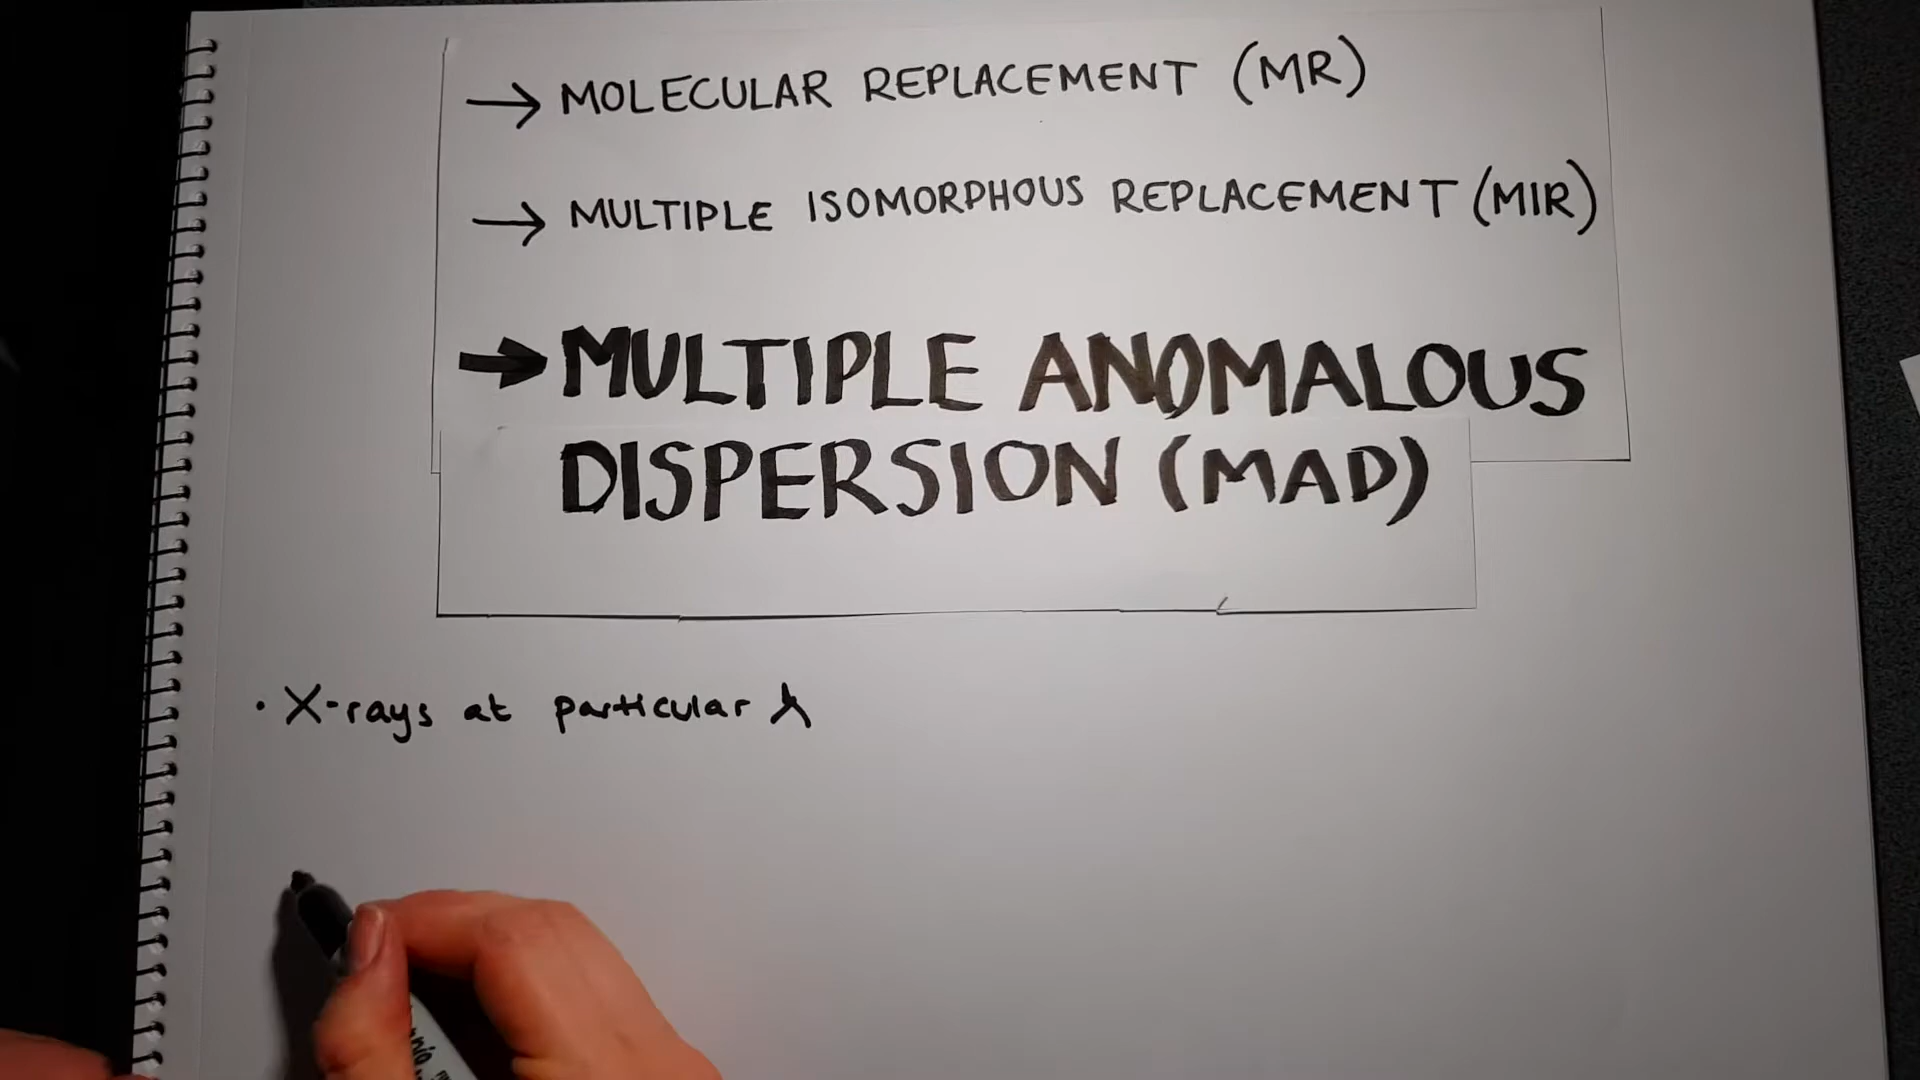 → MOLECULAR REPLACEMENT (MR)
→ MULTIPLE ISOMORPHOUS REPLACEMENT (MIR)
→ MULTIPLE ANOMALOUS
DISPERSION (MAD)
• X-rays at particular λ